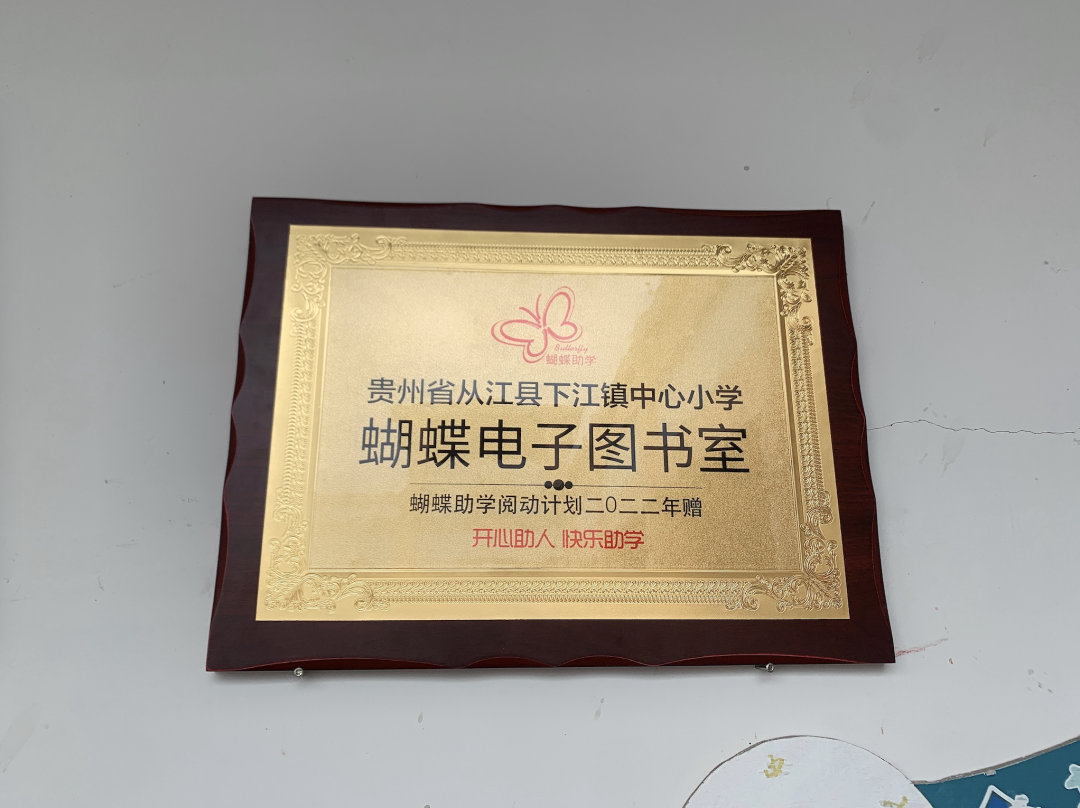 Butterfly
蝴蝶助学
贵州省从江县下江镇中心小学
蝴蝶电子图书室
蝴蝶助学阅动计划二〇二二年赠
开心助人 快乐助学